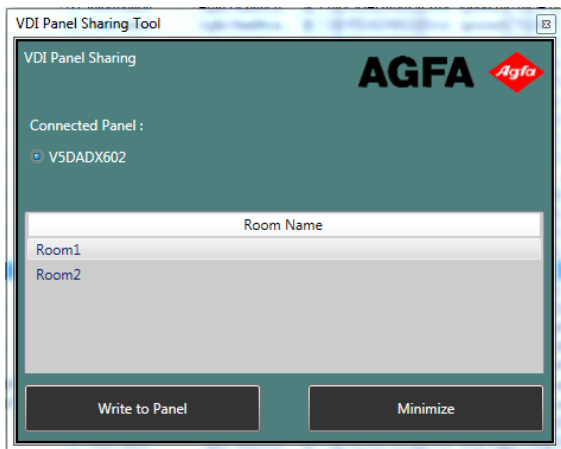 VDI Panel Sharing Tool
VDI Panel Sharing
AGFA Agfa
Connected Panel :
V5DADX602
Room Name
Room1
Room2
Write to Panel
Minimize